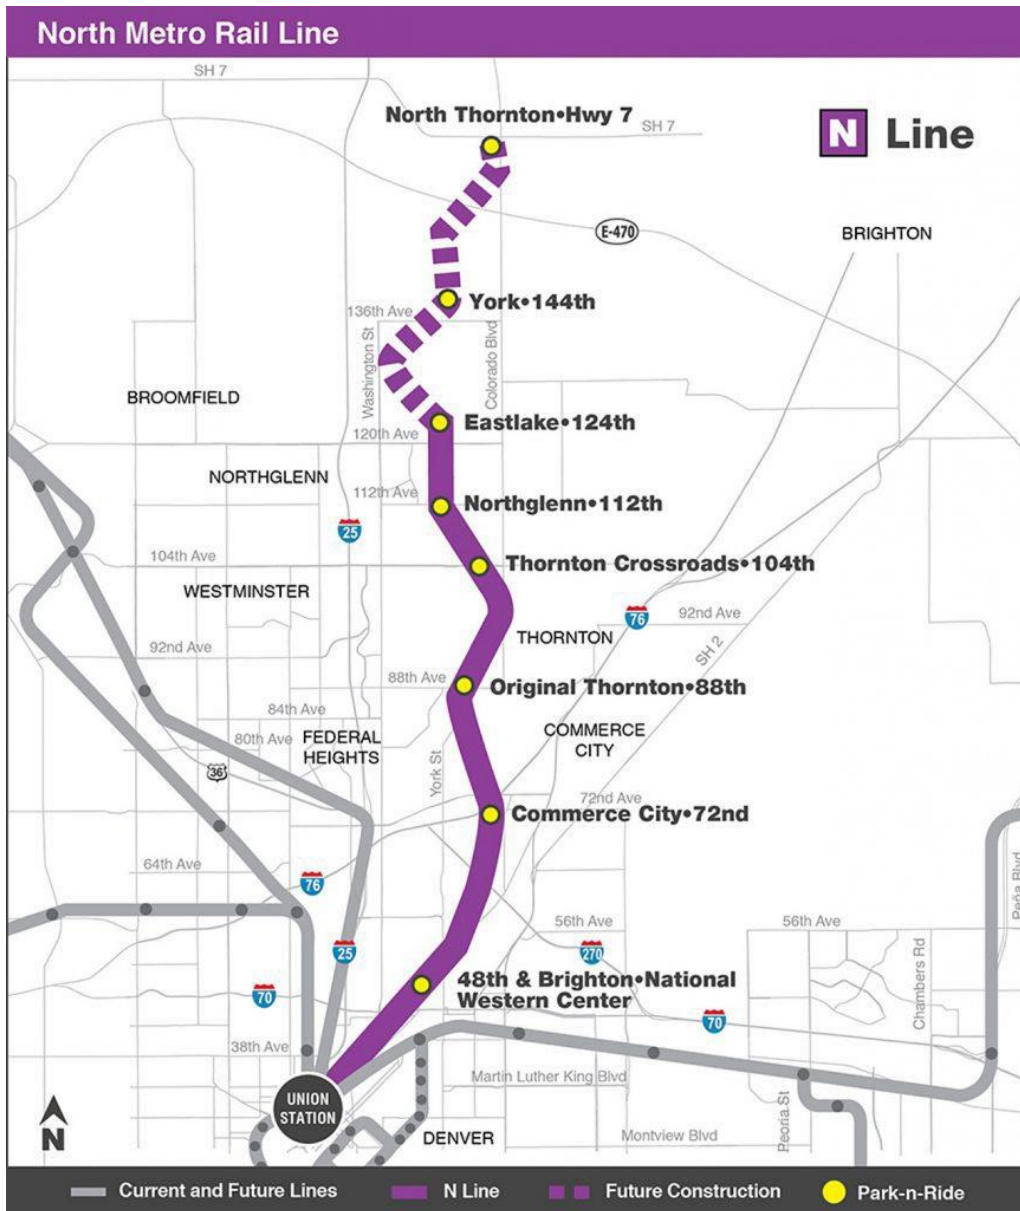 North Metro Rail Line
SH 7
North Thornton•Hwy 7
SH 7
N Line
E-470
BRIGHTON
York•144th
136th Ave
Washington St
Colorado Blvd
BROOMFIELD
Eastlake•124th
120th Ave
NORTHGLENN
112th Ave
Northglenn•112th
25
104th Ave
Thornton Crossroads•104th
WESTMINSTER
76
92nd Ave
THORNTON
SH 2
92nd Ave
88th Ave
Original Thornton•88th
84th Ave
80th Ave
FEDERAL
HEIGHTS
COMMERCE
CITY
36
York St
72nd Ave
Commerce City•72nd
64th Ave
76
Peña Blvd
56th Ave
56th Ave
25
270
Chambers Rd
48th & Brighton•National
Western Center
70
70
38th Ave
Martin Luther King Blvd
UNION
STATION
Peoria St
N
DENVER
Montview Blvd
Current and Future Lines
N Line
Future Construction
Park-n-Ride